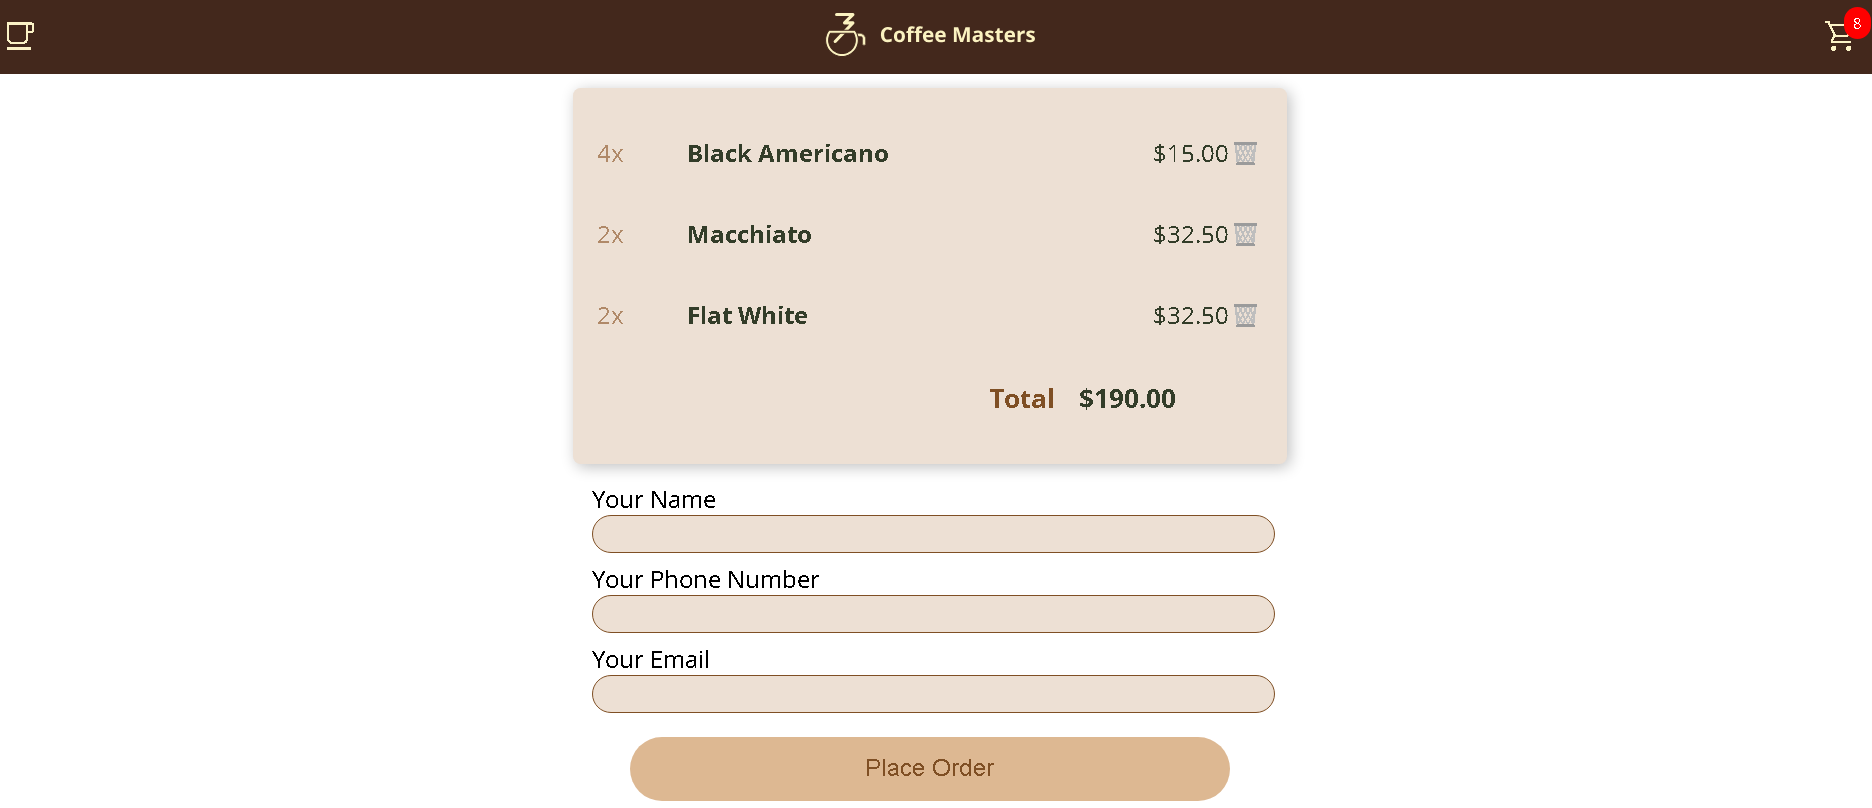 Coffee Masters
8
4x Black Americano $15.00
2x Macchiato $32.50
2x Flat White $32.50
Total $190.00
Your Name
Your Phone Number
Your Email
Place Order